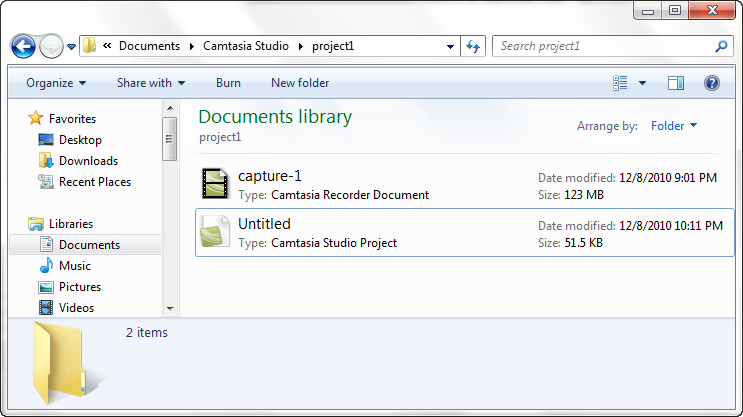 « Documents Camtasia Studio project1
Search project1
Organize Share with Burn New folder
Favorites
Desktop
Downloads
Recent Places
Libraries
Documents
Music
Pictures
Videos
Documents library
project1
Arrange by: Folder
capture-1
Type: Camtasia Recorder Document
Date modified: 12/8/2010 9:01 PM
Size: 123 MB
Untitled
Type: Camtasia Studio Project
Date modified: 12/8/2010 10:11 PM
Size: 51.5 KB
2 items